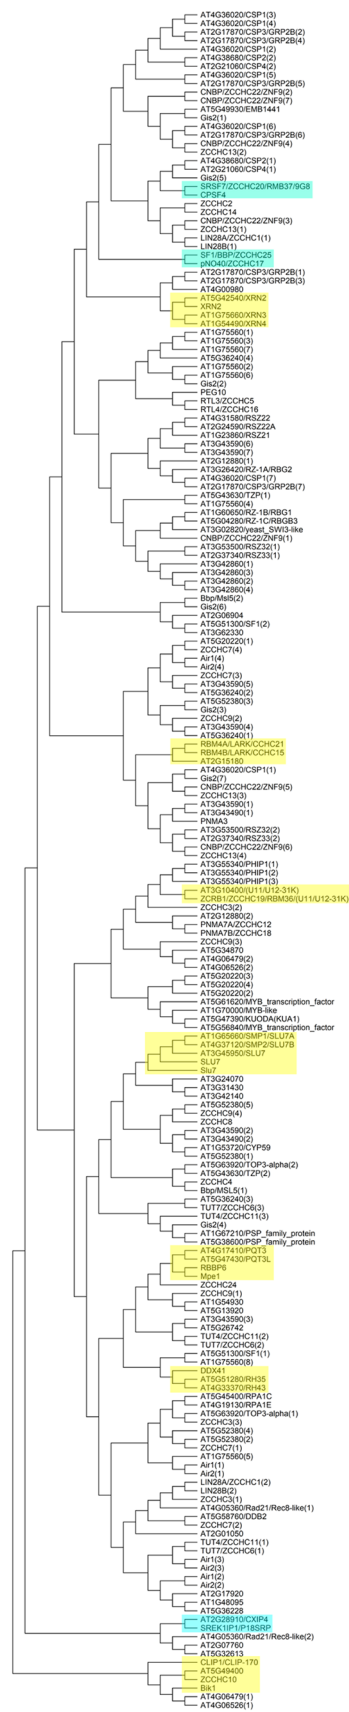 AT4G36020/CSP1(3)
AT4G36020/CSP1(4)
AT2G17870/CSP3/GRP2B(2)
AT2G17870/CSP3/GRP2B(4)
AT4G36020/CSP1(2)
AT4G38680/CSP2(2)
AT2G21060/CSP4(2)
AT4G36020/CSP1(5)
AT2G17870/CSP3/GRP2B(5)
CNBP/ZCCHC22/ZNF9(2)
CNBP/ZCCHC22/ZNF9(7)
AT5G49930/EMB1441
Gis2(1)
AT4G36020/CSP1(6)
AT2G17870/CSP3/GRP2B(6)
CNBP/ZCCHC22/ZNF9(4)
ZCCHC13(2)
AT4G38680/CSP2(1)
AT2G21060/CSP4(1)
Gis2(5)
SRSF7/ZCCHC20/RMB37/9G8
CPSF4
ZCCHC2
ZCCHC14
CNBP/ZCCHC22/ZNF9(3)
ZCCHC13(1)
LIN28A/ZCCHC1(1)
LIN28B(1)
SF1/BBP/ZCCHC25
pNO40/ZCCHC17
AT2G17870/CSP3/GRP2B(1)
AT2G17870/CSP3/GRP2B(3)
AT4G00980
AT5G42540/XRN2
XRN2
AT1G75660/XRN3
AT1G54490/XRN4
AT1G75560(1)
AT1G75560(3)
AT1G75560(7)
AT5G36240(4)
AT1G75560(2)
AT1G75560(6)
Gis2(2)
PEG10
RTL3/ZCCHC5
RTL4/ZCCHC16
AT4G31580/RSZ22
AT2G24590/RSZ22A
AT1G23860/RSZ21
AT3G43590(6)
AT3G43590(7)
AT2G12880(1)
AT3G26420/RZ-1A/RBG2
AT4G36020/CSP1(7)
AT2G17870/CSP3/GRP2B(7)
AT5G43630/TZP(1)
AT1G75560(4)
AT1G60650/RZ-1B/RBG1
AT5G04280/RZ-1C/RBGB3
AT3G02820/yeast_SWI3-like
CNBP/ZCCHC22/ZNF9(1)
AT3G53500/RSZ32(1)
AT2G37340/RSZ33(1)
AT3G42860(1)
AT3G42860(3)
AT3G42860(2)
AT3G42860(4)
Bbp/Msl5(2)
Gis2(6)
AT2G06904
AT5G51300/SF1(2)
AT3G62330
AT5G20220(1)
ZCCHC7(4)
Air1(4)
Air2(4)
ZCCHC7(3)
AT3G43590(5)
AT5G36240(2)
AT5G52380(3)
Gis2(3)
ZCCHC9(2)
AT3G43590(4)
AT5G36240(1)
RBM4A/LARK/CCHC21
RBM4B/LARK/CCHC15
AT2G15180
AT4G36020/CSP1(1)
Gis2(7)
CNBP/ZCCHC22/ZNF9(5)
ZCCHC13(3)
AT3G43590(1)
AT3G43490(1)
PNMA3
AT3G53500/RSZ32(2)
AT2G37340/RSZ33(2)
CNBP/ZCCHC22/ZNF9(6)
ZCCHC13(4)
AT3G55340/PHIP1(1)
AT3G55340/PHIP1(2)
AT3G55340/PHIP1(3)
AT3G10400/(U11/U12-31K)
ZCRB1/ZCCHC19/RBM36/(U11/U12-31K)
ZCCHC3(2)
AT2G12880(2)
PNMA7A/ZCCHC12
PNMA7B/ZCCHC18
ZCCHC9(3)
AT5G34870
AT4G06479(2)
AT4G06526(2)
AT5G20220(3)
AT5G20220(4)
AT5G20220(2)
AT5G61620/MYB_transcription_factor
AT1G70000/MYB-like
AT5G47390/KUODA(KUA1)
AT5G56840/MYB_transcription_factor
AT1G65660/SMP1/SLU7A
AT4G37120/SMP2/SLU7B
AT3G45950/SLU7
SLU7
Slu7
AT3G24070
AT3G31430
AT3G42140
AT5G52380(5)
ZCCHC9(4)
ZCCHC8
AT3G43590(2)
AT3G43490(2)
AT1G53720/CYP59
AT5G52380(1)
AT5G63920/TOP3-alpha(2)
AT5G43630/TZP(2)
ZCCHC4
Bbp/MSL5(1)
AT5G36240(3)
TUT7/ZCCHC6(3)
TUT4/ZCCHC11(3)
Gis2(4)
AT1G67210/PSP_family_protein
AT5G38600/PSP_family_protein
AT4G17410/PQT3
AT5G47430/PQT3L
RBBP6
Mpe1
ZCCHC24
ZCCHC9(1)
AT1G54930
AT5G13920
AT3G43590(3)
AT5G26742
TUT4/ZCCHC11(2)
TUT7/ZCCHC6(2)
AT5G51300/SF1(1)
AT1G75560(8)
DDX41
AT5G51280/RH35
AT4G33370/RH43
AT5G45400/RPA1C
AT4G19130/RPA1E
AT5G63920/TOP3-alpha(1)
ZCCHC3(3)
AT5G52380(4)
AT5G52380(2)
ZCCHC7(1)
AT1G75560(5)
Air1(1)
Air2(1)
LIN28A/ZCCHC1(2)
LIN28B(2)
ZCCHC3(1)
AT4G05360/Rad21/Rec8-like(1)
AT5G58760/DDB2
ZCCHC7(2)
AT2G01050
TUT4/ZCCHC11(1)
TUT7/ZCCHC6(1)
Air1(3)
Air2(3)
Air1(2)
Air2(2)
AT2G17920
AT1G48095
AT5G36228
AT2G28910/CXIP4
SREK1IP1/P18SRP
AT4G05360/Rad21/Rec8-like(2)
AT2G07760
AT5G32613
CLIP1/CLIP-170
AT5G49400
ZCCHC10
Bik1
AT4G06479(1)
AT4G06526(1)